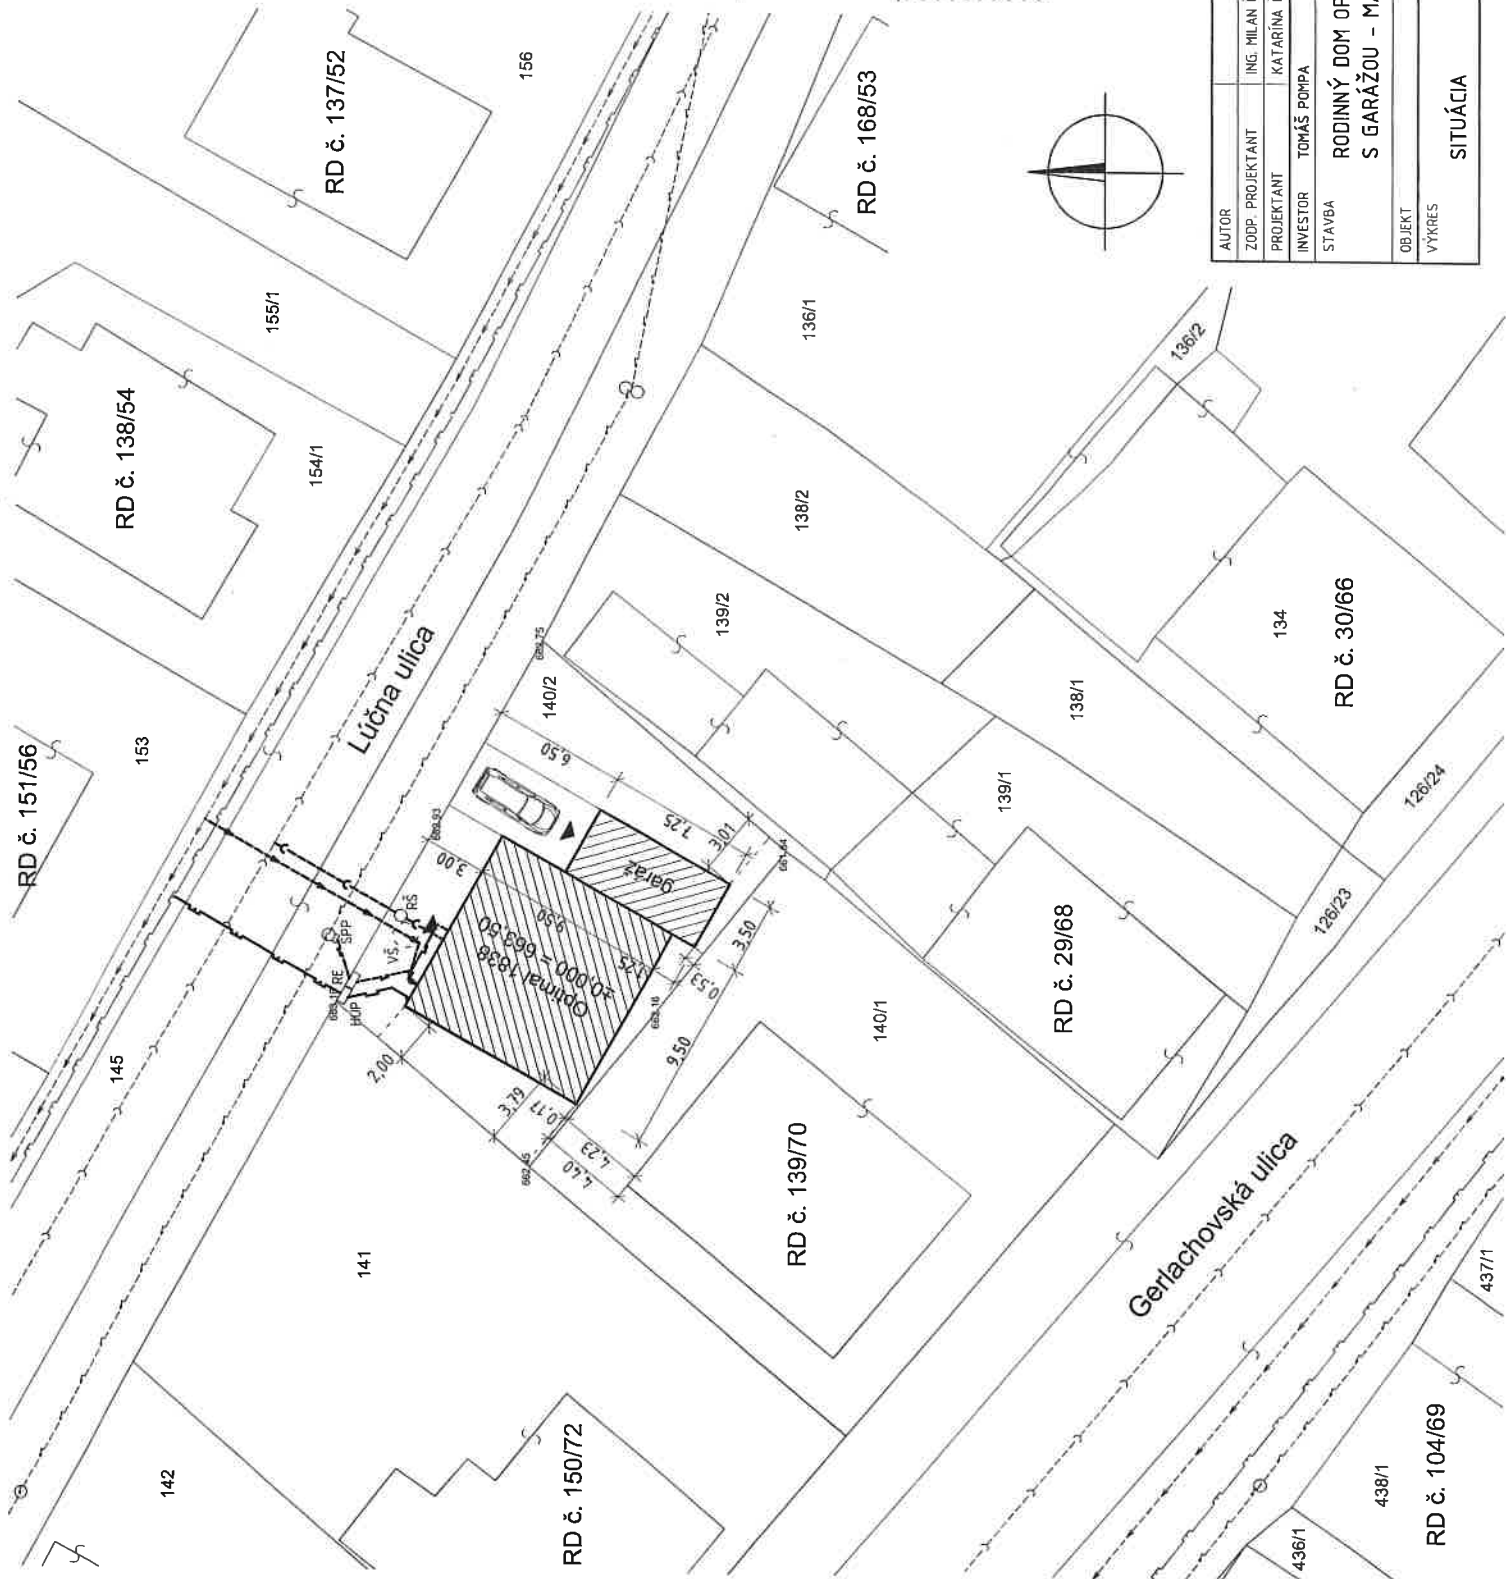 RD č. 137/52
156
RD č. 168/53
155/1
RD č. 138/54
154/1
136/1
136/2
138/2
139/2
RD č. 151/56
153
Lúčna ulica
140/2
134
RD č. 30/66
138/1
139/1
126/24
126/23
RD č. 29/68
140/1
145
RD č. 139/70
141
142
RD č. 150/72
Gerlachovská ulica
437/1
438/1
436/1
RD č. 104/69
Optimal 1838
±0,000 = 663,50
garáž
SPP
RŠ
VŠ
RE
HUP
6,50
7,25
3,01
3,00
9,50
3,50
0,53
9,50
2,00
3,79
0,17
4,23
4,40
662,45
AUTOR
ZODP. PROJEKTANT ING. MILAN
PROJEKTANT KATARÍNA
INVESTOR TOMÁŠ POMPA
STAVBA
RODINNÝ DOM
S GARÁŽOU -
OBJEKT
VÝKRES
SITUÁCIA